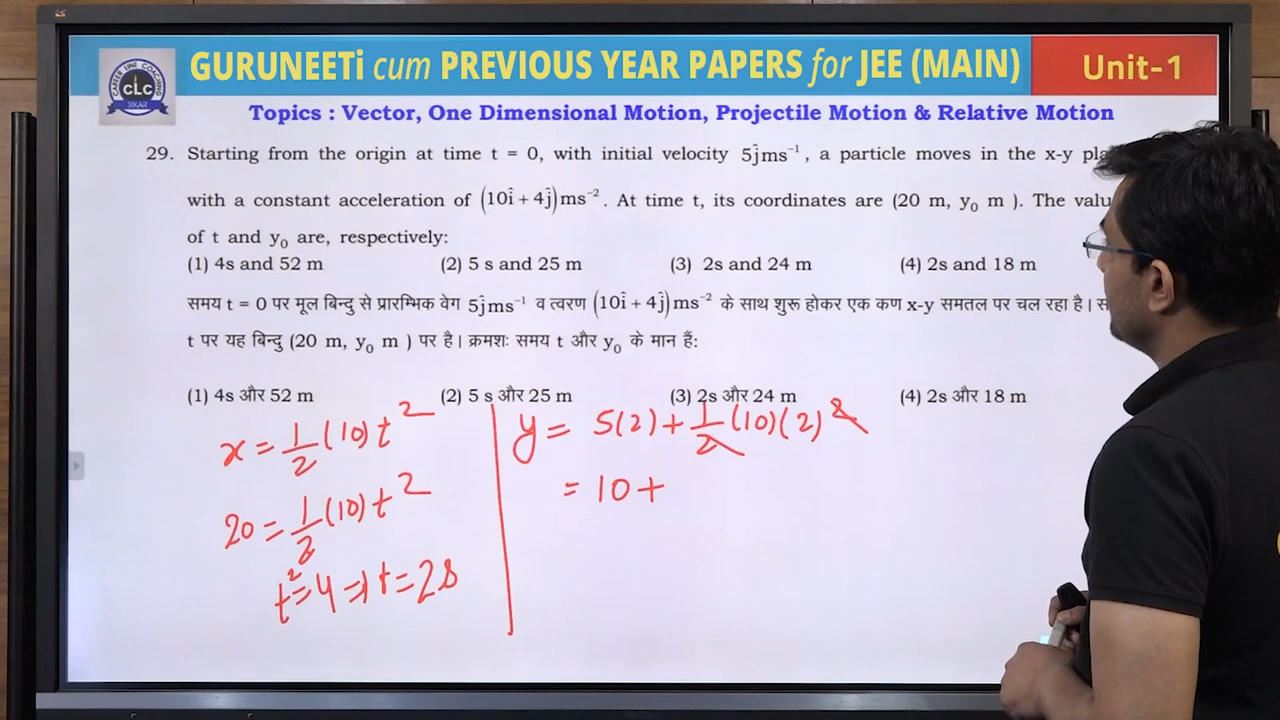 GURUNEETi cum PREVIOUS YEAR PAPERS for JEE (MAIN)
Unit-1
CLC
SIKAR
Topics : Vector, One Dimensional Motion, Projectile Motion & Relative Motion
29. Starting from the origin at time t = 0, with initial velocity 5ĵms⁻¹, a particle moves in the x-y
with a constant acceleration of (10î + 4ĵ)ms⁻². At time t, its coordinates are (20 m, y₀ m ). The
of t and y₀ are, respectively:
(1) 4s and 52 m (2) 5 s and 25 m (3) 2s and 24 m (4) 2s and 18 m
समय t = 0 पर मूल बिन्दु से प्रारम्भिक वेग 5ĵms⁻¹ व त्वरण (10î + 4ĵ)ms⁻² के साथ शुरू होकर एक कण x-y समतल पर चल रहा है।
t पर यह बिन्दु (20 m, y₀ m ) पर है। क्रमशः समय t और y₀ के मान हैं:
(1) 4s और 52 m (2) 5 s और 25 m (3) 2s और 24 m (4) 2s और 18 m
x = 1/2 (10) t²
20 = 1/2 (10) t²
t² = 4 ⇒ t = 2s
y = 5(2) + 1/2 (10) (2)²
= 10 +